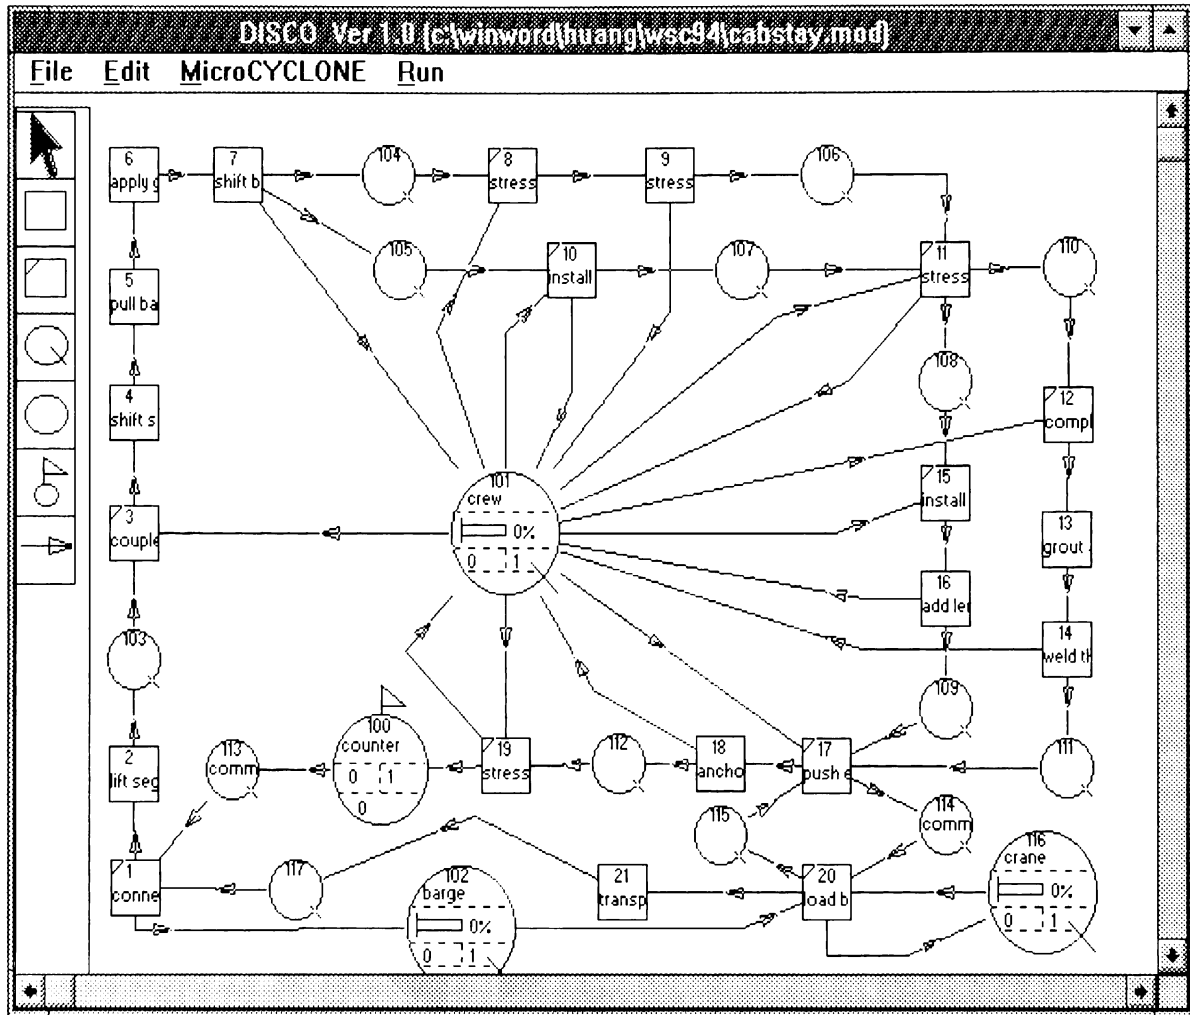 DISCO Ver 1.0 (c:\winword\huang\wsc94\cabstay.mod)
File Edit MicroCYCLONE Run
6
apply g
7
shift b
104
8
stress
9
stress
106
105
10
install
107
11
stress
110
5
pull ba
108
4
shift s
12
compl
101
crew
0%
0 1
15
install
3
couple
13
grout
16
add ler
14
weld th
103
109
100
counter
0 1
0
113
comm
19
stress
112
18
ancho
17
push e
111
2
lift seg
115
114
comm
116
crane
0%
0 1
1
conne
117
102
barge
0%
0 1
21
transp
20
load b